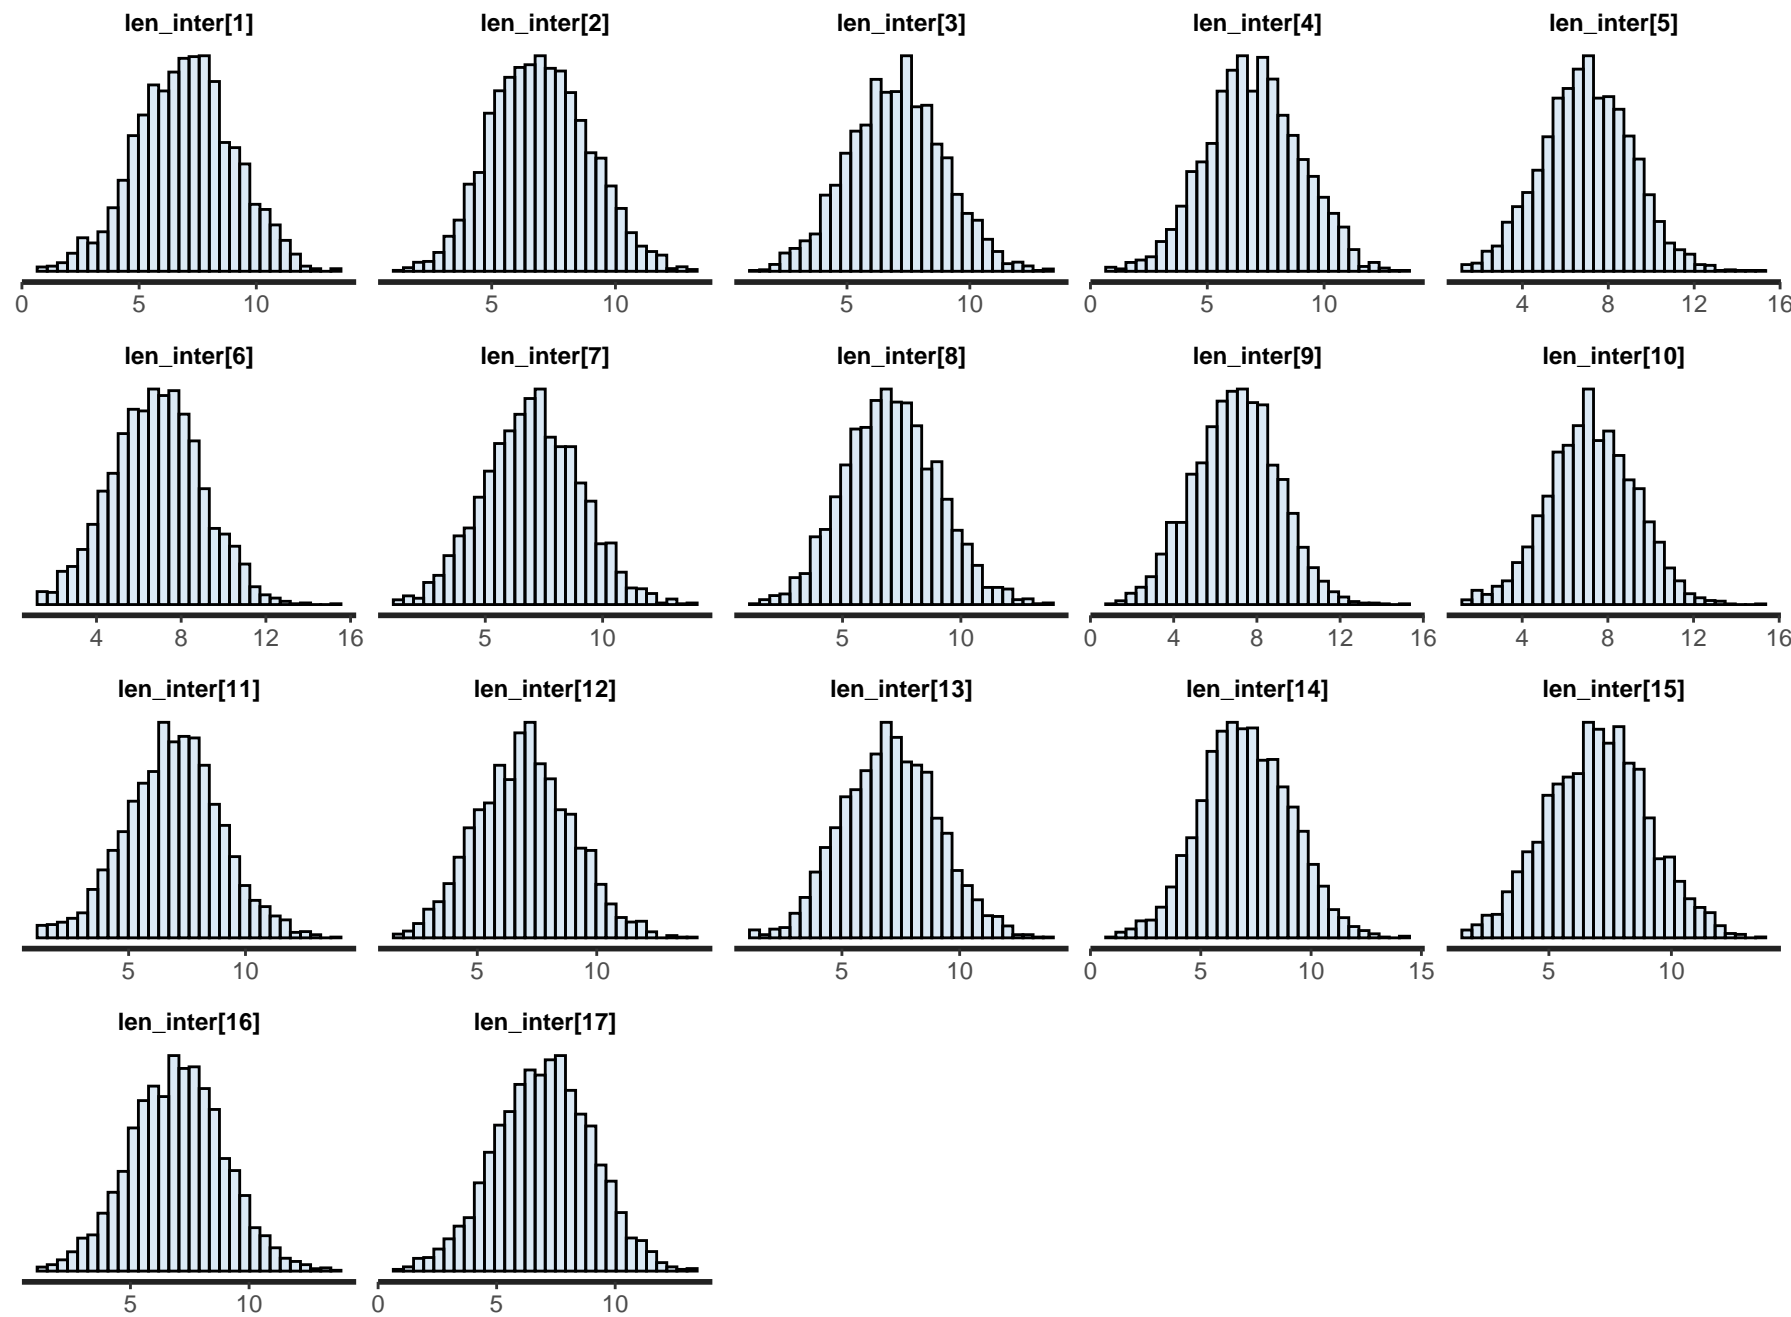 len_inter[1] len_inter[2] len_inter[3] len_inter[4] len_inter[5]
0 5 10 5 10 5 10 0 5 10 4 8 12 16
len_inter[6] len_inter[7] len_inter[8] len_inter[9] len_inter[10]
4 8 12 16 5 10 5 10 0 4 8 12 16 4 8 12 16
len_inter[11] len_inter[12] len_inter[13] len_inter[14] len_inter[15]
5 10 5 10 5 10 0 5 10 15 5 10
len_inter[16] len_inter[17]
5 10 0 5 10